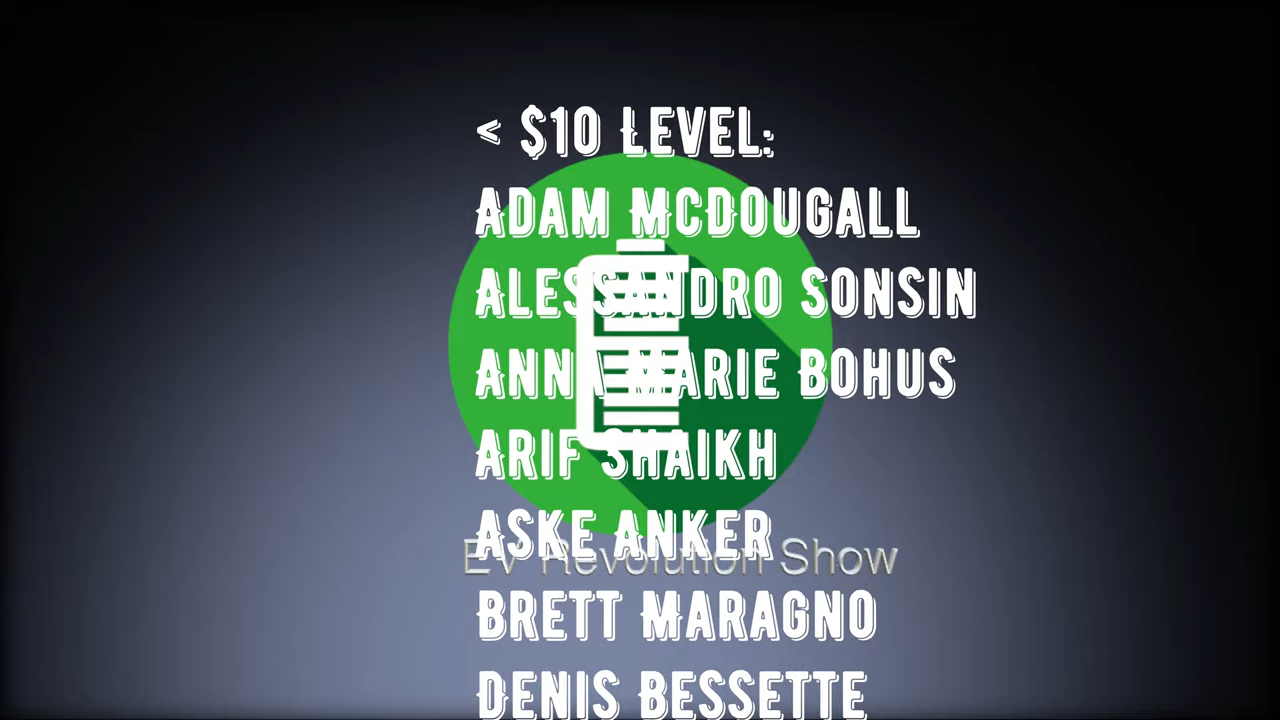 < $10 LEVEL:
ADAM MCDOUGALL
ALESSANDRO SONSIN
ANNA MARIE BOHUS
ARIF SHAIKH
ASKE ANKER
EV Revolution Show
BRETT MARAGNO
DENIS BESSETTE